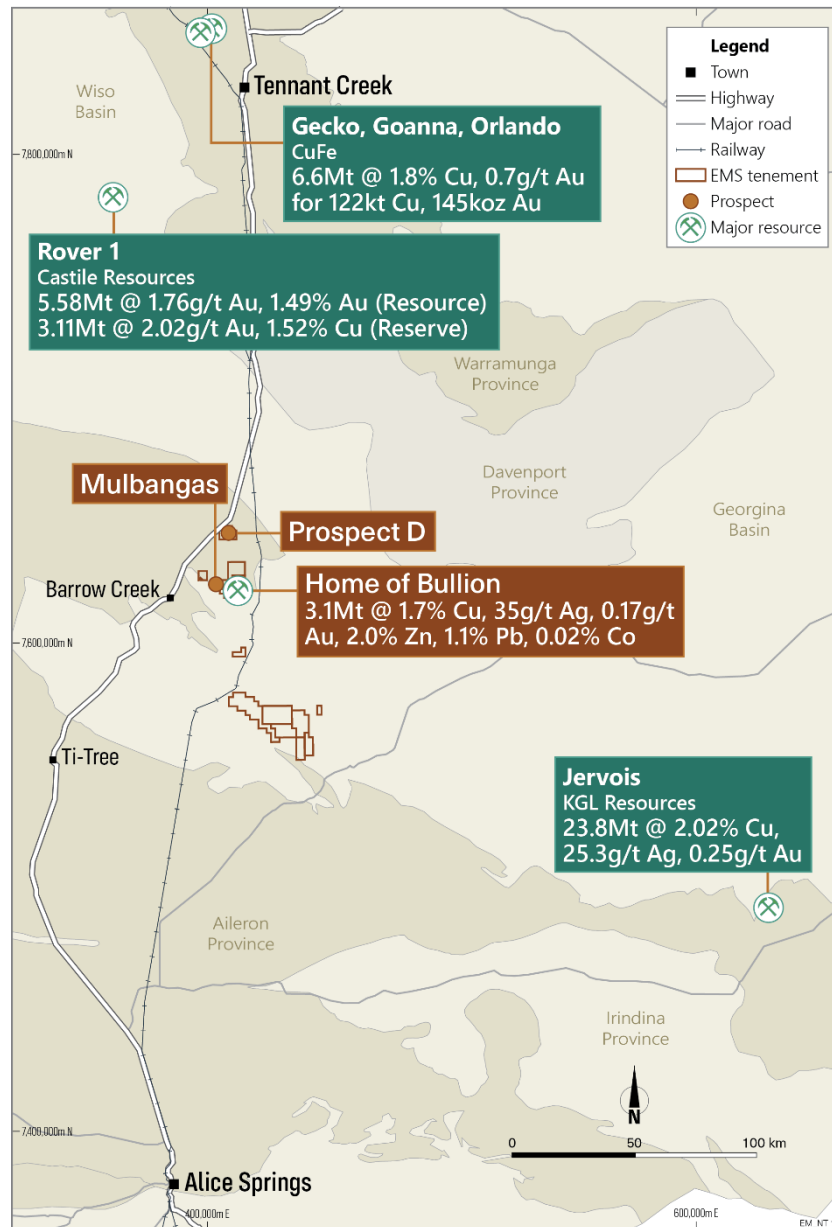 Legend
Town
Highway
Major road
Railway
EMS tenement
Prospect
Major resource
Wiso
Basin
Tennant Creek
Gecko, Goanna, Orlando
CuFe
6.6Mt @ 1.8% Cu, 0.7g/t Au
for 122kt Cu, 145koz Au
7,800,000m N
Rover 1
Castile Resources
5.58Mt @ 1.76g/t Au, 1.49% Au (Resource)
3.11Mt @ 2.02g/t Au, 1.52% Cu (Reserve)
Warramunga
Province
Davenport
Province
Georgina
Basin
Mulbangas
Prospect D
Barrow Creek
Home of Bullion
3.1Mt @ 1.7% Cu, 35g/t Ag, 0.17g/t
Au, 2.0% Zn, 1.1% Pb, 0.02% Co
7,600,000m N
Ti-Tree
Jervois
KGL Resources
23.8Mt @ 2.02% Cu,
25.3g/t Ag, 0.25g/t Au
Aileron
Province
Irindina
Province
N
0 50 100 km
7,400,000m N
Alice Springs
400,000m E
600,000m E
EM_NT